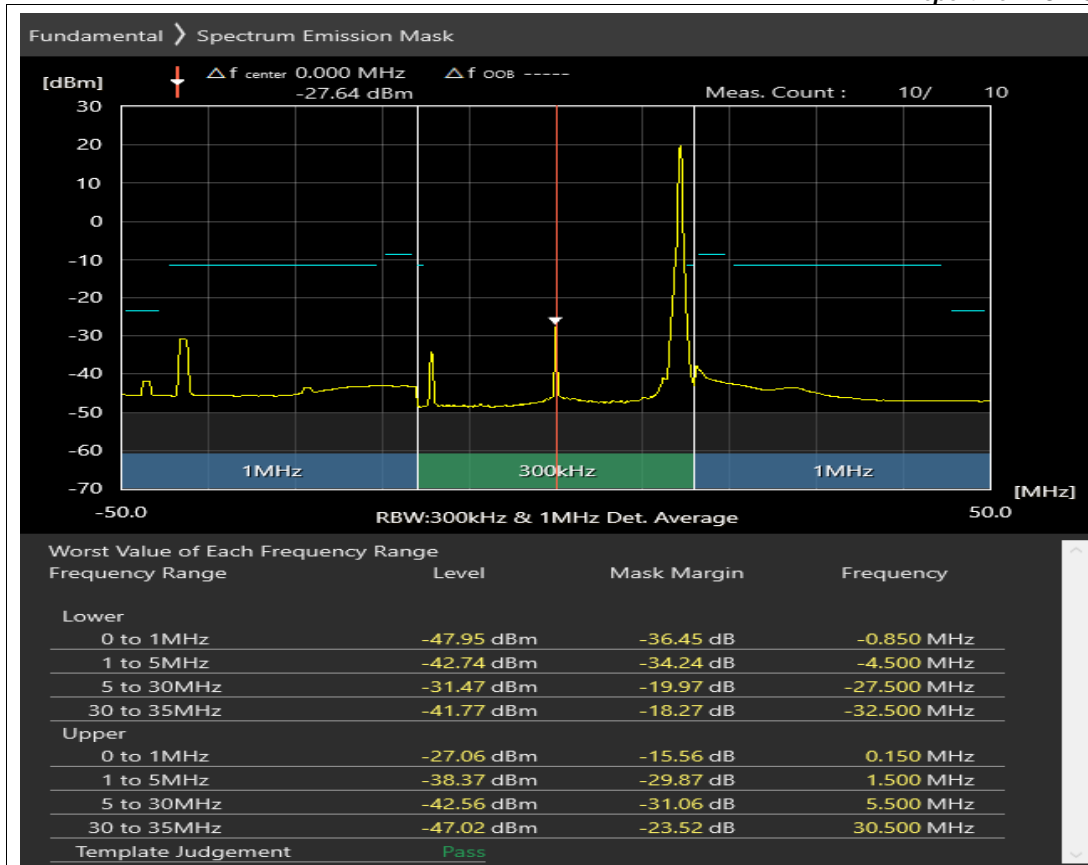 Fundamental 》 Spectrum Emission Mask
[dBm] △f center 0.000 MHz △f OOB -----
-27.64 dBm Meas. Count : 10/ 10
30
20
10
0
-10
-20
-30
-40
-50
-60
1MHz 300kHz 1MHz
-70 [MHz]
-50.0 RBW:300kHz & 1MHz Det. Average 50.0
Worst Value of Each Frequency Range
Frequency Range Level Mask Margin Frequency
Lower
0 to 1MHz -47.95 dBm -36.45 dB -0.850 MHz
1 to 5MHz -42.74 dBm -34.24 dB -4.500 MHz
5 to 30MHz -31.47 dBm -19.97 dB -27.500 MHz
30 to 35MHz -41.77 dBm -18.27 dB -32.500 MHz
Upper
0 to 1MHz -27.06 dBm -15.56 dB 0.150 MHz
1 to 5MHz -38.37 dBm -29.87 dB 1.500 MHz
5 to 30MHz -42.56 dBm -31.06 dB 5.500 MHz
30 to 35MHz -47.02 dBm -23.52 dB 30.500 MHz
Template Judgement Pass